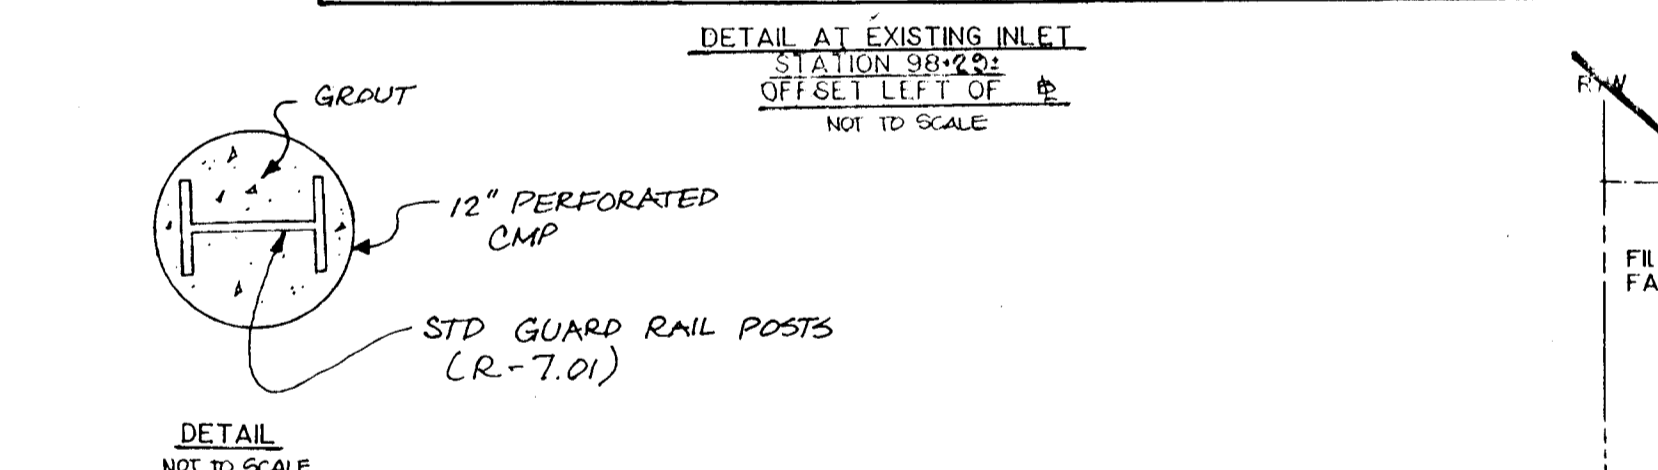 DETAIL AT EXISTING INLET
STATION 98+29±
OFFSET LEFT OF ℄
NOT TO SCALE
GROUT
12" PERFORATED
CMP
STD GUARD RAIL POSTS
(R-7.01)
DETAIL
NOT TO SCALE
R/W
FIL
FA